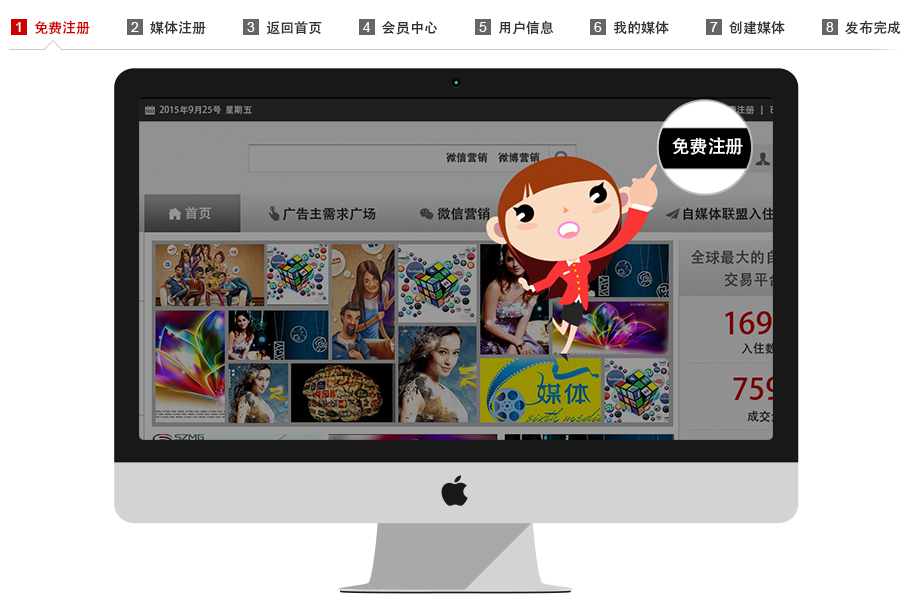 1 免费注册 2 媒体注册 3 返回首页 4 会员中心 5 用户信息 6 我的媒体 7 创建媒体 8 发布完成
2015年9月25号 星期五
注册 |
免费注册
微信营销 微博营销
首页 广告主需求广场 微信营销 自媒体联盟入住
全球最大的自
交易平台
169
入住数
759
成交
媒体
SZMG